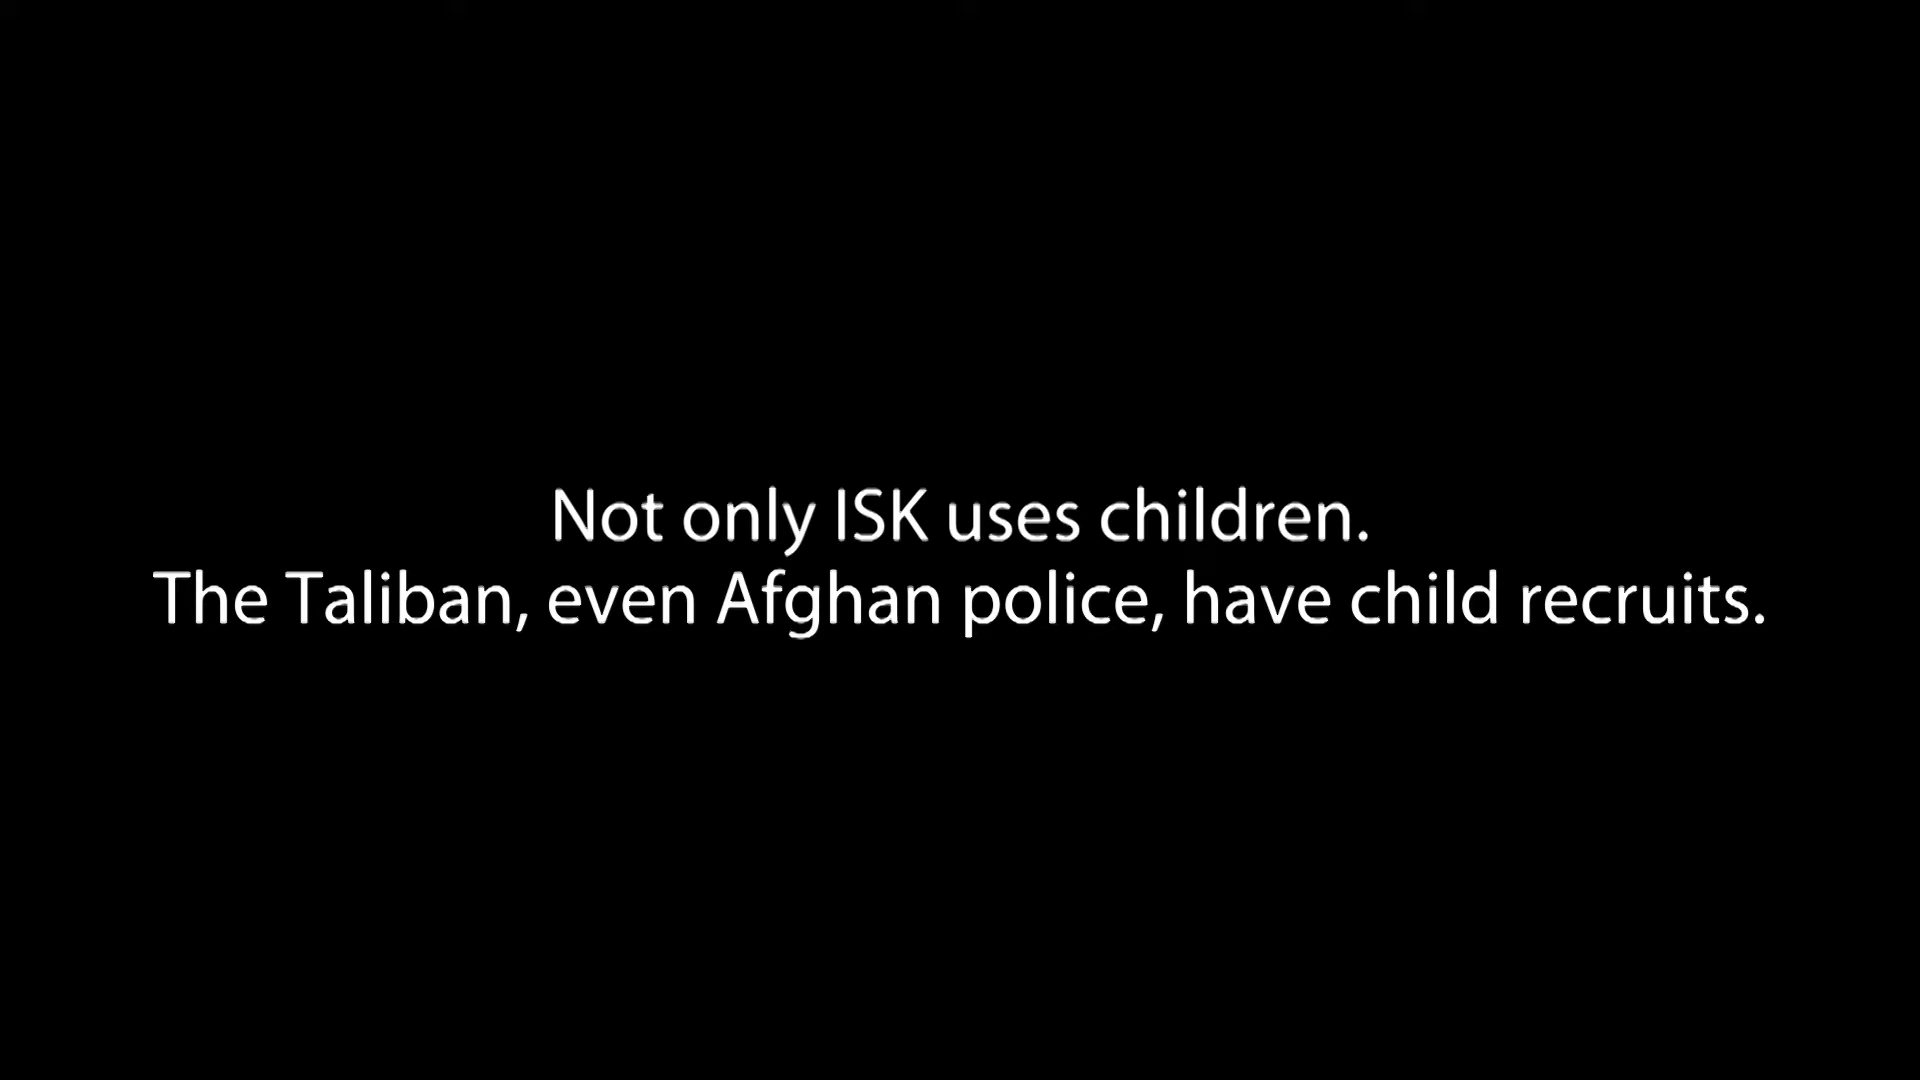 Not only ISK uses children.
The Taliban, even Afghan police, have child recruits.